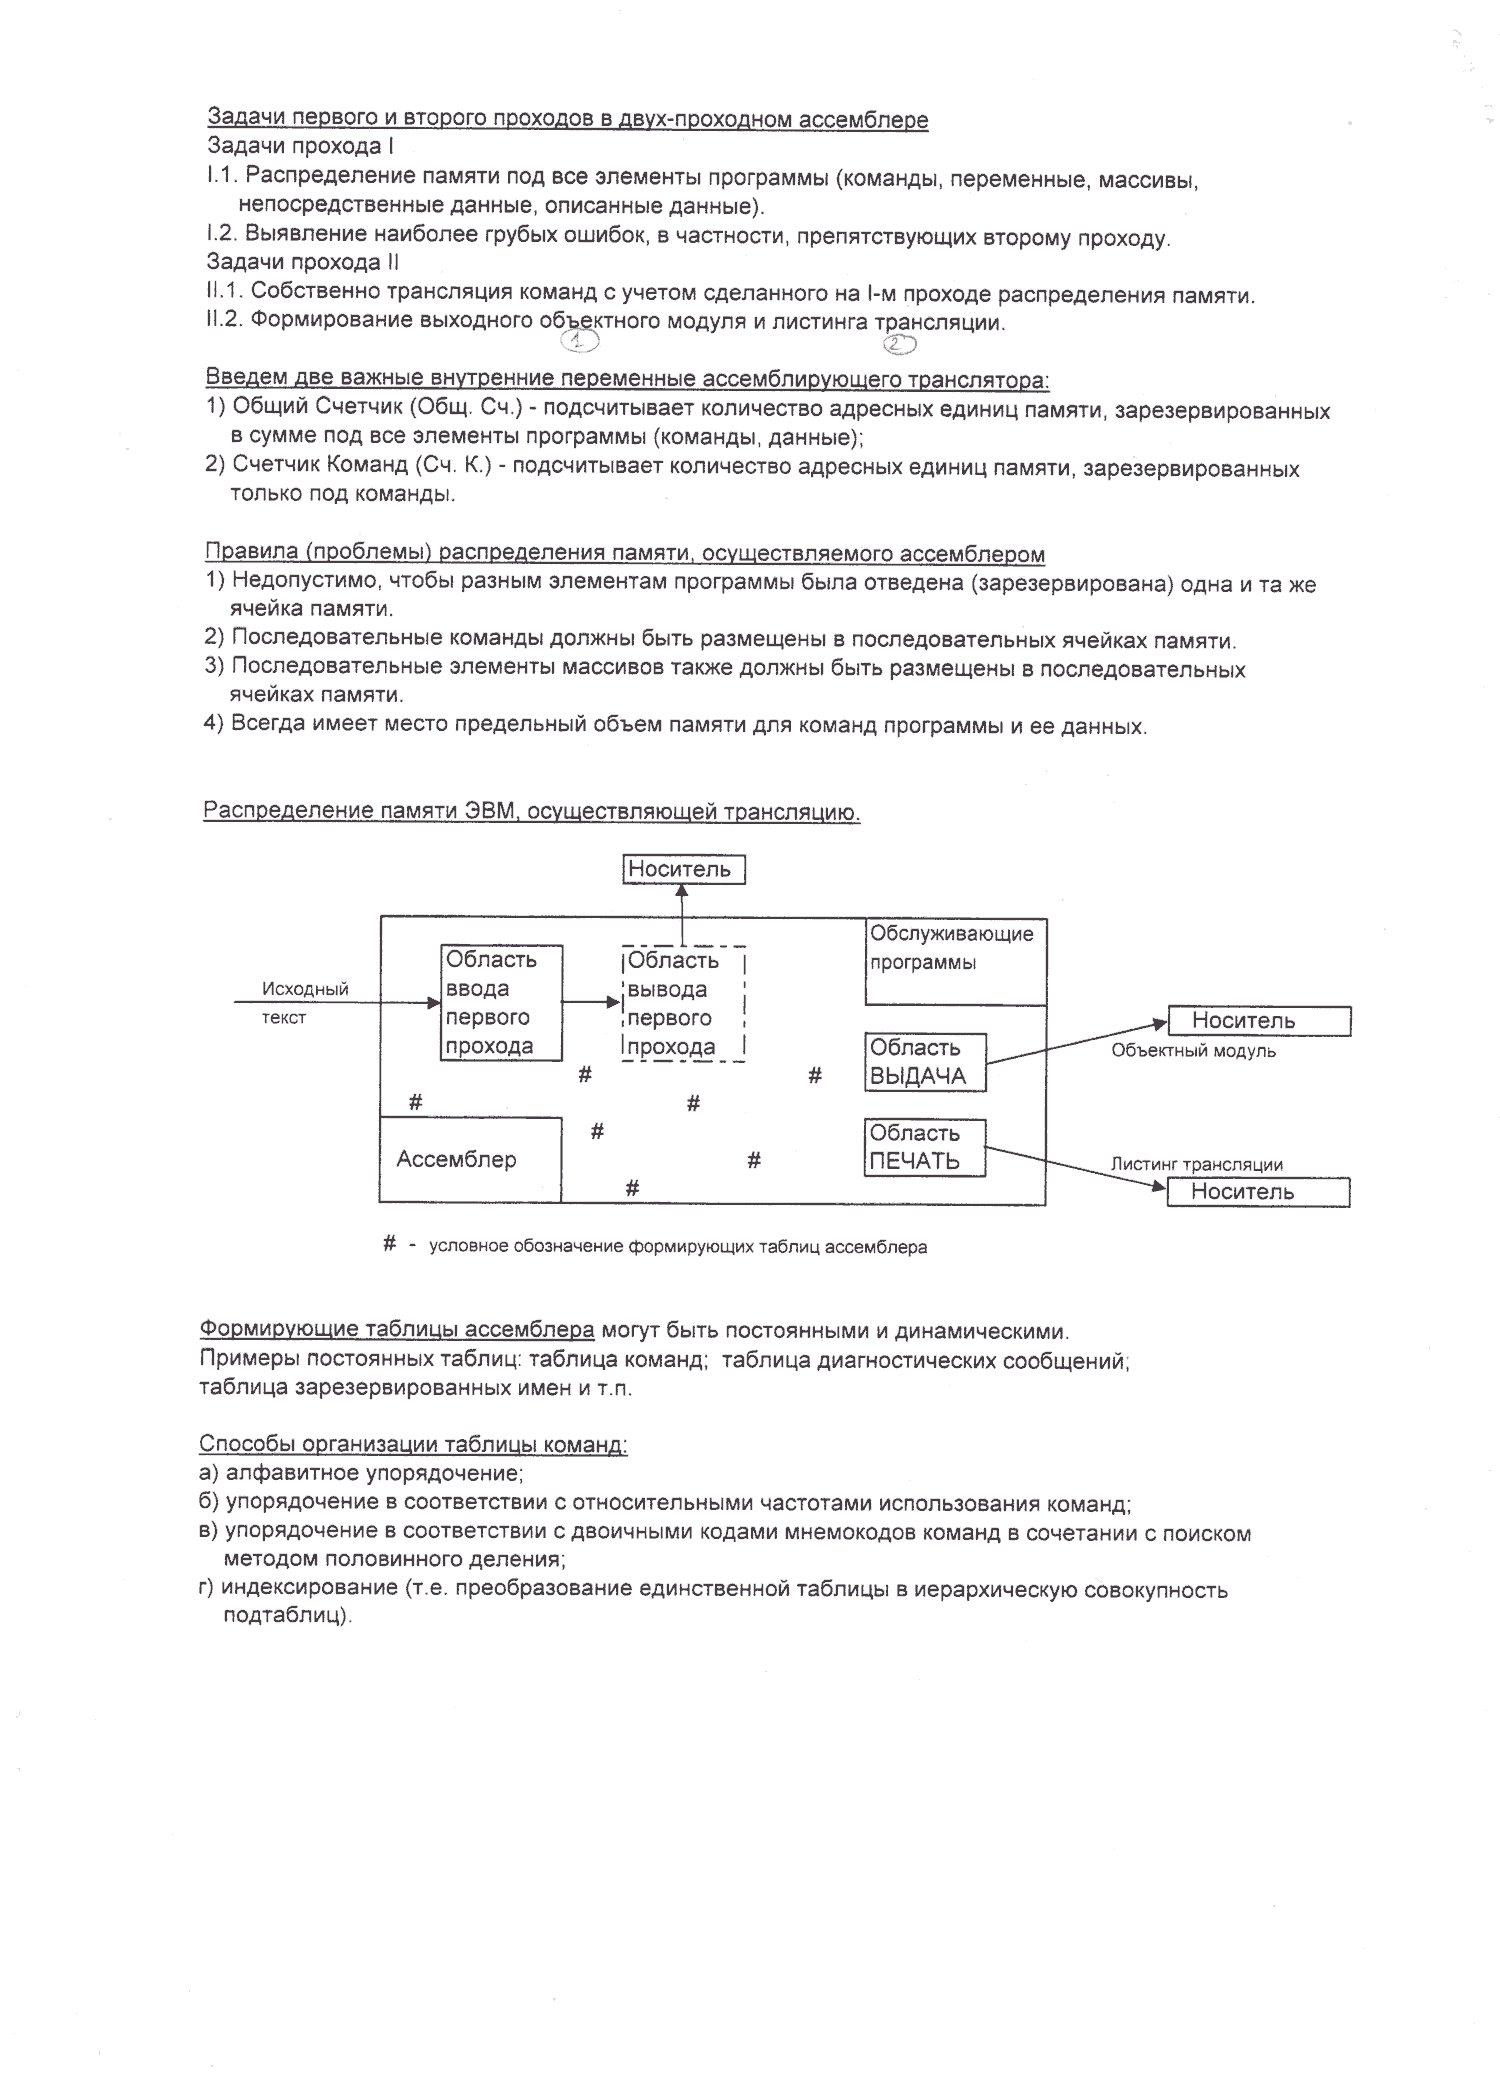 Задачи первого и второго проходов в двух-проходном ассемблере
Задачи прохода I
I.1. Распределение памяти под все элементы программы (команды, переменные, массивы,
непосредственные данные, описанные данные).
I.2. Выявление наиболее грубых ошибок, в частности, препятствующих второму проходу.
Задачи прохода II
II.1. Собственно трансляция команд с учетом сделанного на I-м проходе распределения памяти.
II.2. Формирование выходного объектного модуля и листинга трансляции.
1 2
Введем две важные внутренние переменные ассемблирующего транслятора:
1) Общий Счетчик (Общ. Сч.) - подсчитывает количество адресных единиц памяти, зарезервированных
в сумме под все элементы программы (команды, данные);
2) Счетчик Команд (Сч. К.) - подсчитывает количество адресных единиц памяти, зарезервированных
только под команды.
Правила (проблемы) распределения памяти, осуществляемого ассемблером
1) Недопустимо, чтобы разным элементам программы была отведена (зарезервирована) одна и та же
ячейка памяти.
2) Последовательные команды должны быть размещены в последовательных ячейках памяти.
3) Последовательные элементы массивов также должны быть размещены в последовательных
ячейках памяти.
4) Всегда имеет место предельный объем памяти для команд программы и ее данных.
Распределение памяти ЭВМ, осуществляющей трансляцию.
Носитель
Исходный
текст
Область
ввода
первого
прохода
Область
вывода
первого
прохода
Обслуживающие
программы
Область
ВЫДАЧА
Носитель
Объектный модуль
# #
# #
#
#
#
Ассемблер
Область
ПЕЧАТЬ
Листинг трансляции
Носитель
# - условное обозначение формирующих таблиц ассемблера
Формирующие таблицы ассемблера могут быть постоянными и динамическими.
Примеры постоянных таблиц: таблица команд; таблица диагностических сообщений;
таблица зарезервированных имен и т.п.
Способы организации таблицы команд:
а) алфавитное упорядочение;
б) упорядочение в соответствии с относительными частотами использования команд;
в) упорядочение в соответствии с двоичными кодами мнемокодов команд в сочетании с поиском
методом половинного деления;
г) индексирование (т.е. преобразование единственной таблицы в иерархическую совокупность
подтаблиц).